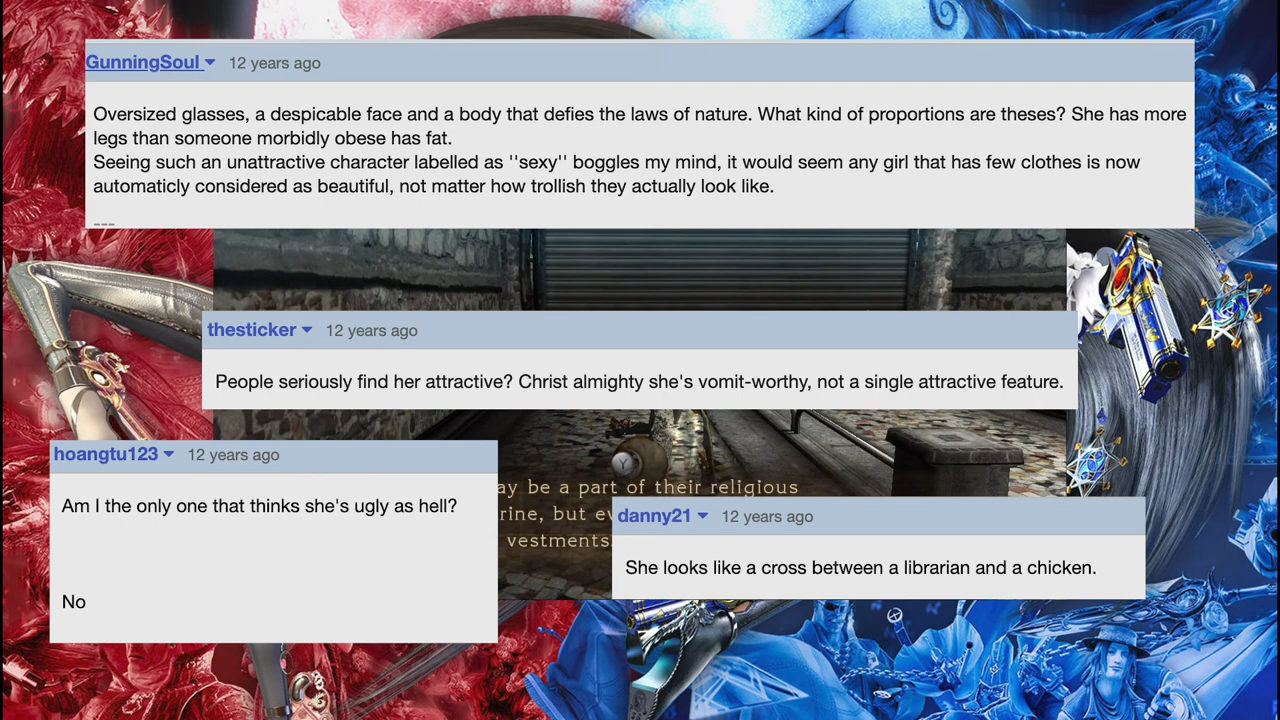 GunningSoul 12 years ago
Oversized glasses, a despicable face and a body that defies the laws of nature. What kind of proportions are theses? She has more
legs than someone morbidly obese has fat.
Seeing such an unattractive character labelled as ''sexy'' boggles my mind, it would seem any girl that has few clothes is now
automaticly considered as beautiful, not matter how trollish they actually look like.
---
thesticker 12 years ago
People seriously find her attractive? Christ almighty she's vomit-worthy, not a single attractive feature.
hoangtu123 12 years ago
Am I the only one that thinks she's ugly as hell?
No
Y
ay be a part of their religious
rine, but ev
vestments
danny21 12 years ago
She looks like a cross between a librarian and a chicken.